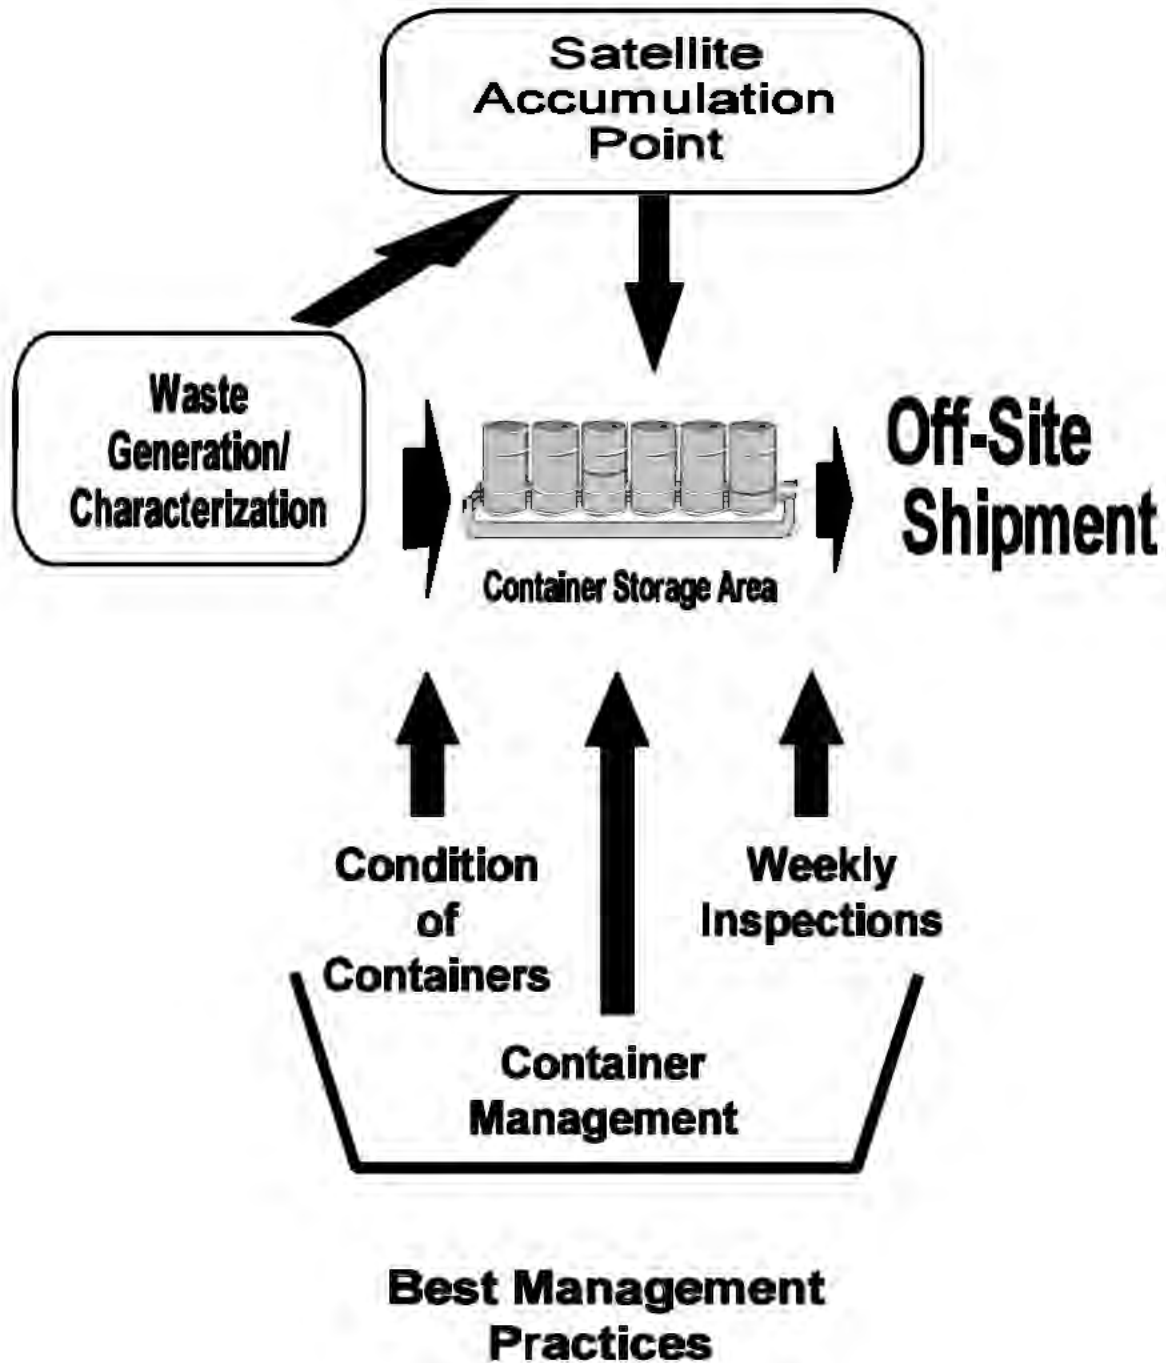 Satellite
Accumulation
Point
Waste
Generation/
Characterization
Off-Site
Shipment
Container Storage Area
Condition
of
Containers
Weekly
Inspections
Container
Management
Best Management
Practices